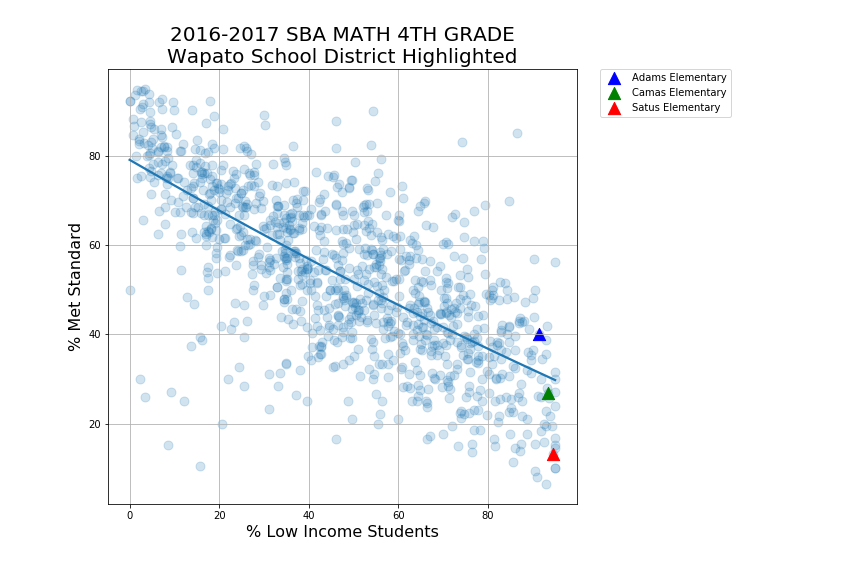 2016-2017 SBA MATH 4TH GRADE
Wapato School District Highlighted
Adams Elementary
Camas Elementary
Satus Elementary
% Met Standard
80
60
40
20
0 20 40 60 80
% Low Income Students